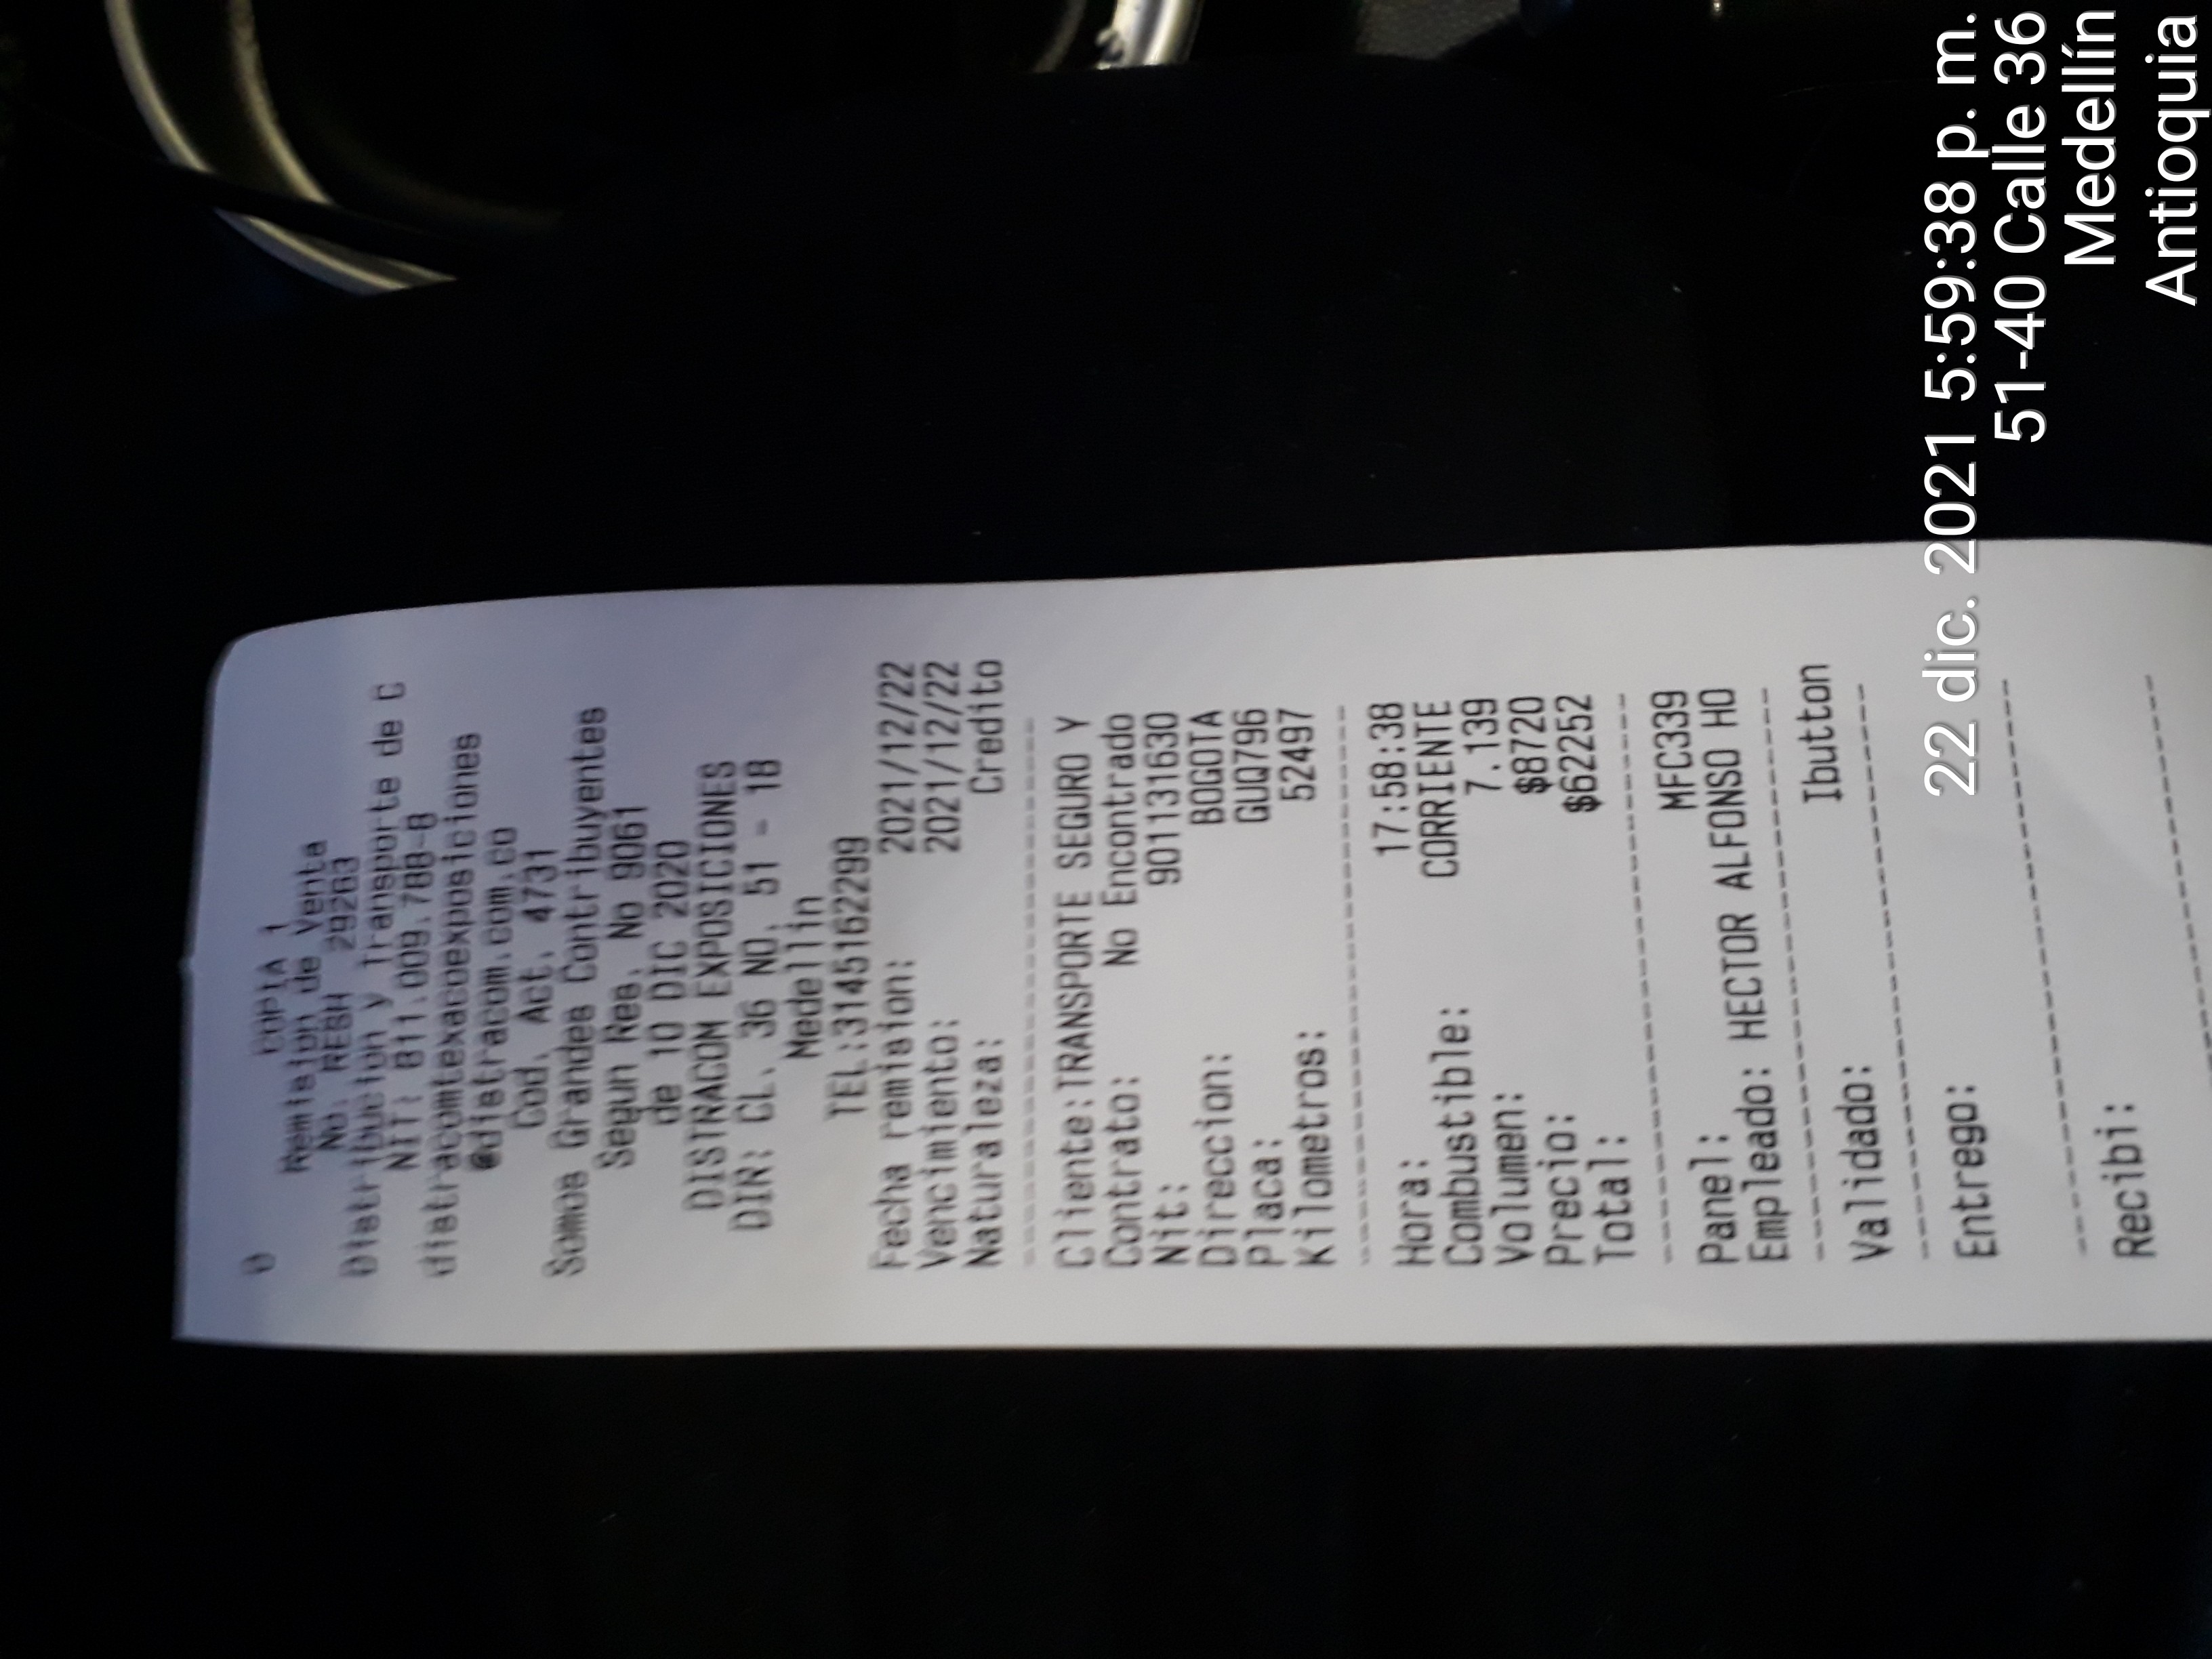 0
COPIA 1
Remision de Venta
No. RESH 29283
Distribucion y Transporte de C
NIT: 811.009.788-8
distracomtexacoexposiciones
@distracom.com.co
Cod. Act. 4731
Somos Grandes Contribuyentes
Segun Res. No 9061
de 10 DIC 2020
DISTRACOM EXPOSICIONES
DIR: CL. 36 NO. 51 - 18
Medellin
TEL:3145162299
Fecha remision: 2021/12/22
Vencimiento: 2021/12/22
Naturaleza: Credito
Cliente:TRANSPORTE SEGURO Y
Contrato: No Encontrado
Nit: 901131630
Direccion: BOGOTA
Placa: GUQ796
Kilometros: 52497
Hora: 17:58:38
Combustible: CORRIENTE
Volumen: 7.139
Precio: $8720
Total: $62252
Panel: MFC339
Empleado: HECTOR ALFONSO HO
Validado: Ibutton
Entrego:
Recibi:
22 dic. 2021 5:59:38 p. m.
51-40 Calle 36
Medellín
Antioquia